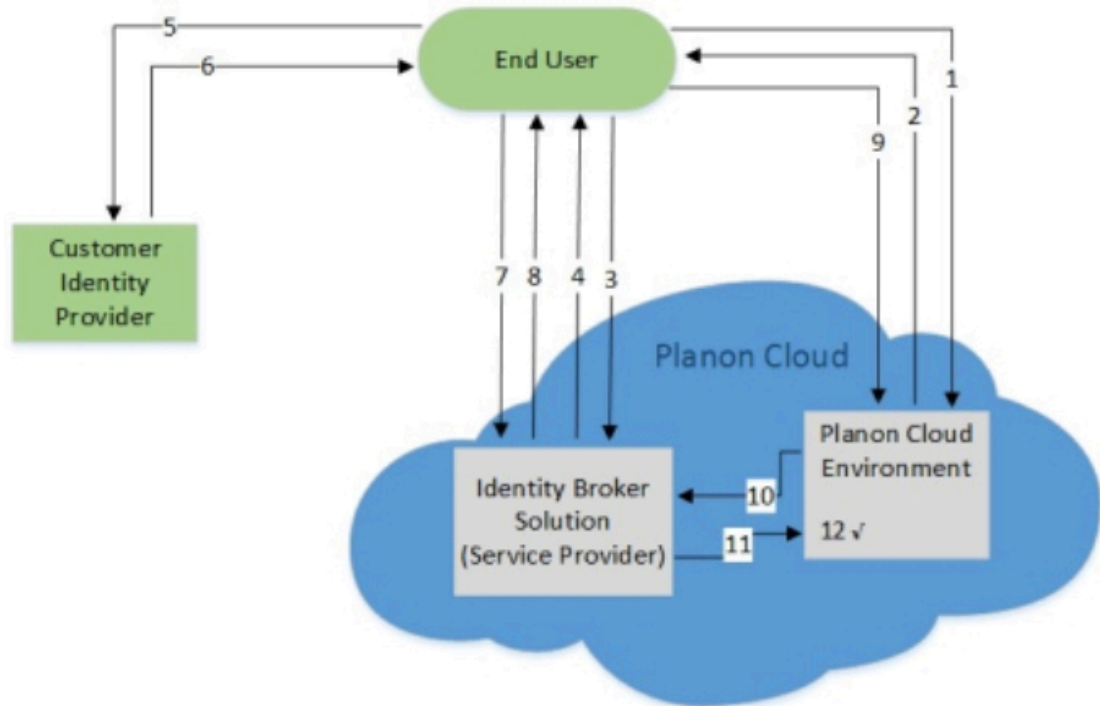 5
6
End User
1
2
9
Customer
Identity
Provider
7
8
4
3
Planon Cloud
Planon Cloud
Environment
12 √
Identity Broker
Solution
(Service Provider)
10
11